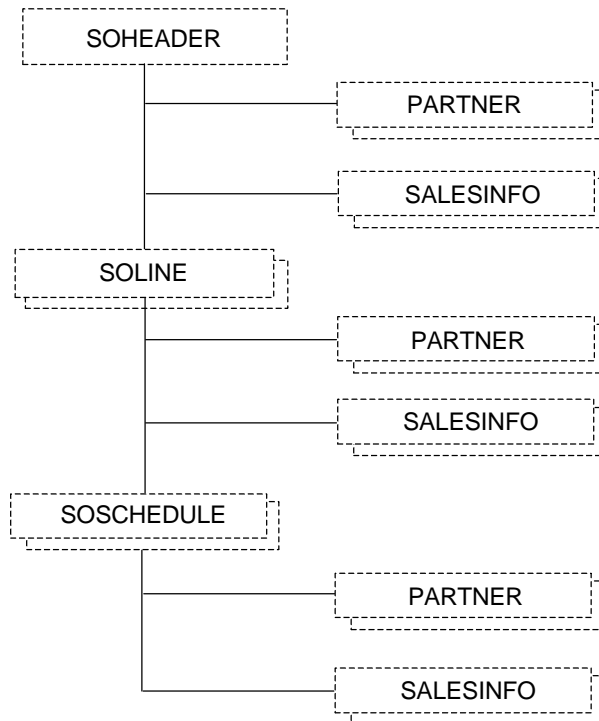 SOHEADER
PARTNER
SALESINFO
SOLINE
PARTNER
SALESINFO
SOSCHEDULE
PARTNER
SALESINFO